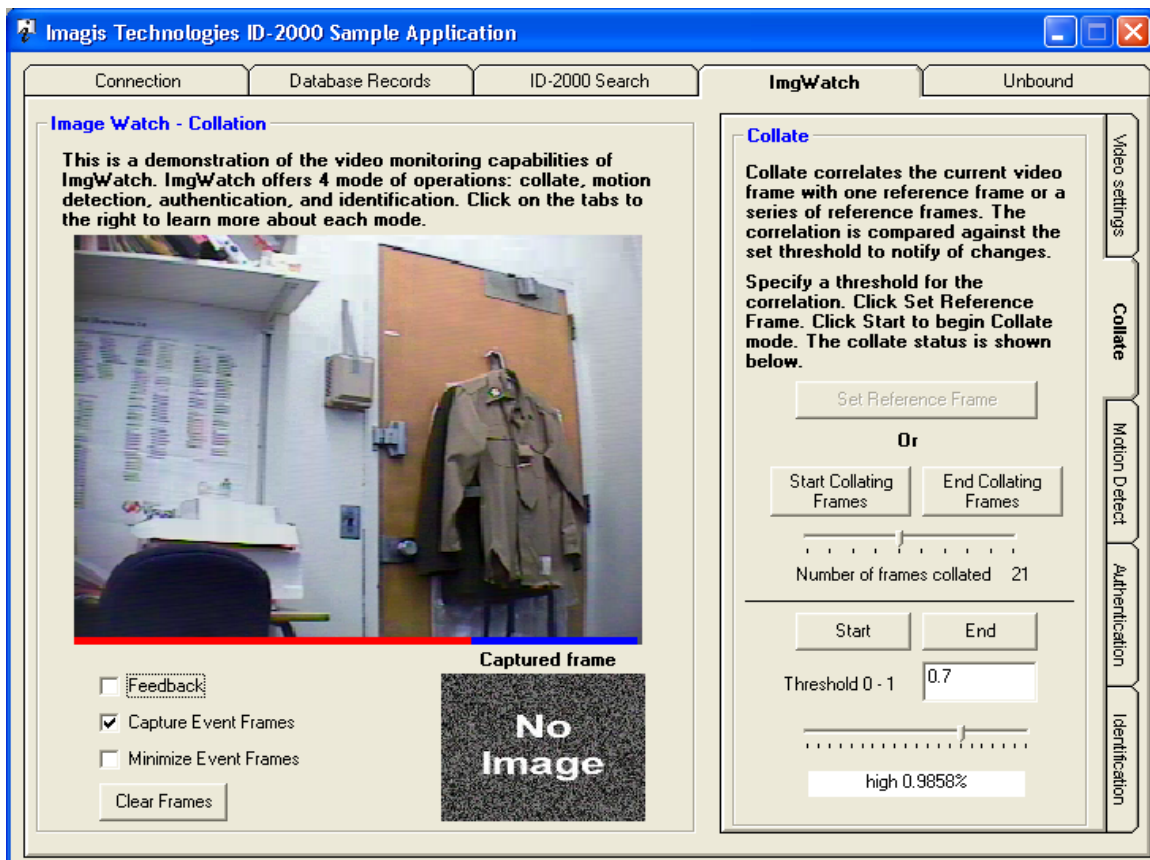 Imagis Technologies ID-2000 Sample Application
Connection
Database Records
ID-2000 Search
ImgWatch
Unbound
Image Watch - Collation
This is a demonstration of the video monitoring capabilities of
ImgWatch. ImgWatch offers 4 mode of operations: collate, motion
detection, authentication, and identification. Click on the tabs to
the right to learn more about each mode.
Captured frame
Feedback
Capture Event Frames
Minimize Event Frames
Clear Frames
No
Image
Collate
Collate correlates the current video
frame with one reference frame or a
series of reference frames. The
correlation is compared against the
set threshold to notify of changes.
Specify a threshold for the
correlation. Click Set Reference
Frame. Click Start to begin Collate
mode. The collate status is shown
below.
Set Reference Frame
Or
Start Collating
Frames
End Collating
Frames
Number of frames collated 21
Start
End
Threshold 0 - 1
0.7
high 0.9858%
Video settings
Collate
Motion Detect
Authentication
Identification